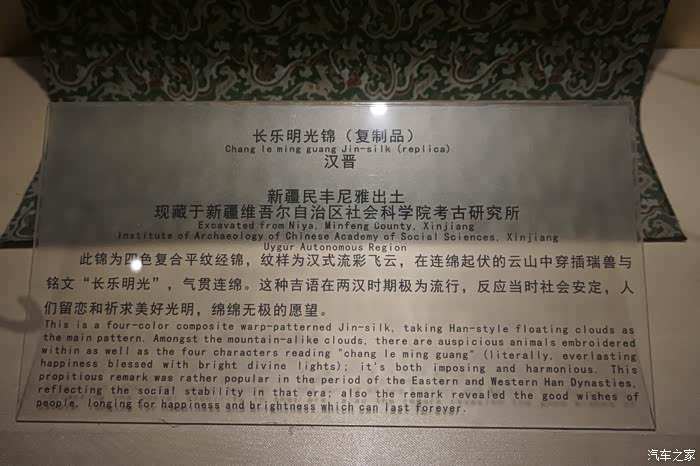 长乐明光锦（复制品）
Chang le ming guang Jin-silk (replica)
汉晋
新疆民丰尼雅出土
现藏于新疆维吾尔自治区社会科学院考古研究所
Excavated from Niya, Minfeng County, Xinjiang
Institute of Archaeology of Chinese Academy of Social Sciences, Xinjiang
Uygur Autonomous Region
此锦为四色复合平纹经锦，纹样为汉式流彩飞云，在连绵起伏的云山中穿插瑞兽与
铭文“长乐明光”，气贯连绵。这种吉语在两汉时期极为流行，反应当时社会安定，人
们留恋和祈求美好光明，绵绵无极的愿望。
This is a four-color composite warp-patterned Jin-silk, taking Han-style floating clouds as
the main pattern. Amongst the mountain-alike clouds, there are auspicious animals embroidered
within as well as the four characters reading "chang le ming guang" (literally, everlasting
happiness blessed with bright divine lights); it's both imposing and harmonious. This
propitious remark was rather popular in the period of the Eastern and Western Han Dynasties,
reflecting the social stability in that era; also the remark revealed the good wishes of
people, longing for happiness and brightness which can last forever.
汽车之家